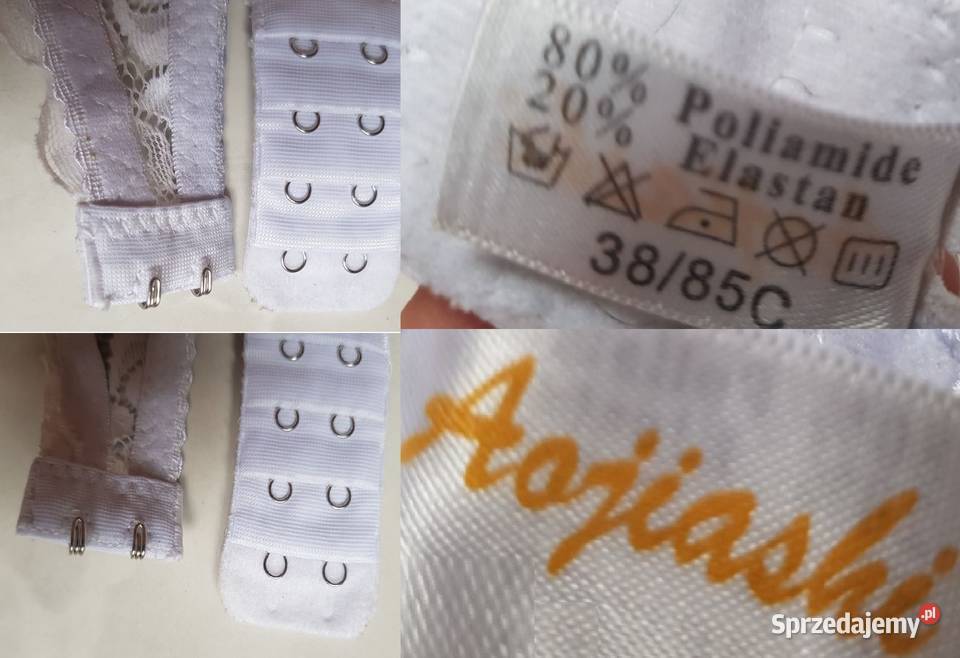 80% Poliamide
20% Elastan
38/85C
Aojiashi
Sprzedajemy.pl